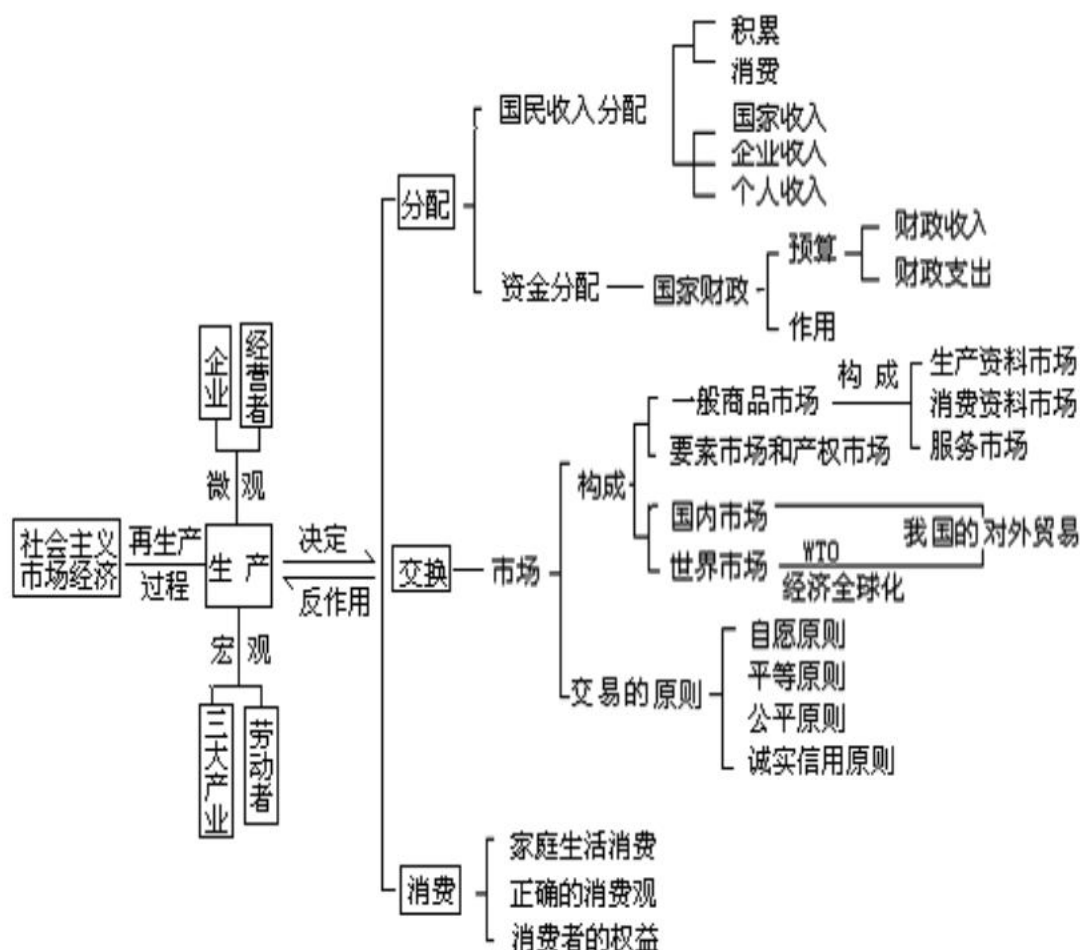 积累
消费
国民收入分配
国家收入
企业收入
个人收入
分配
预算
财政收入
财政支出
资金分配
国家财政
作用
企业
经营者
微观
社会主义
市场经济
再生产
过程
生产
决定
反作用
宏观
三大产业
劳动者
交换
市场
构成
一般商品市场
构成
生产资料市场
消费资料市场
服务市场
要素市场和产权市场
国内市场
世界市场
WTO
经济全球化
我国的对外贸易
交易的原则
自愿原则
平等原则
公平原则
诚实信用原则
消费
家庭生活消费
正确的消费观
消费者的权益